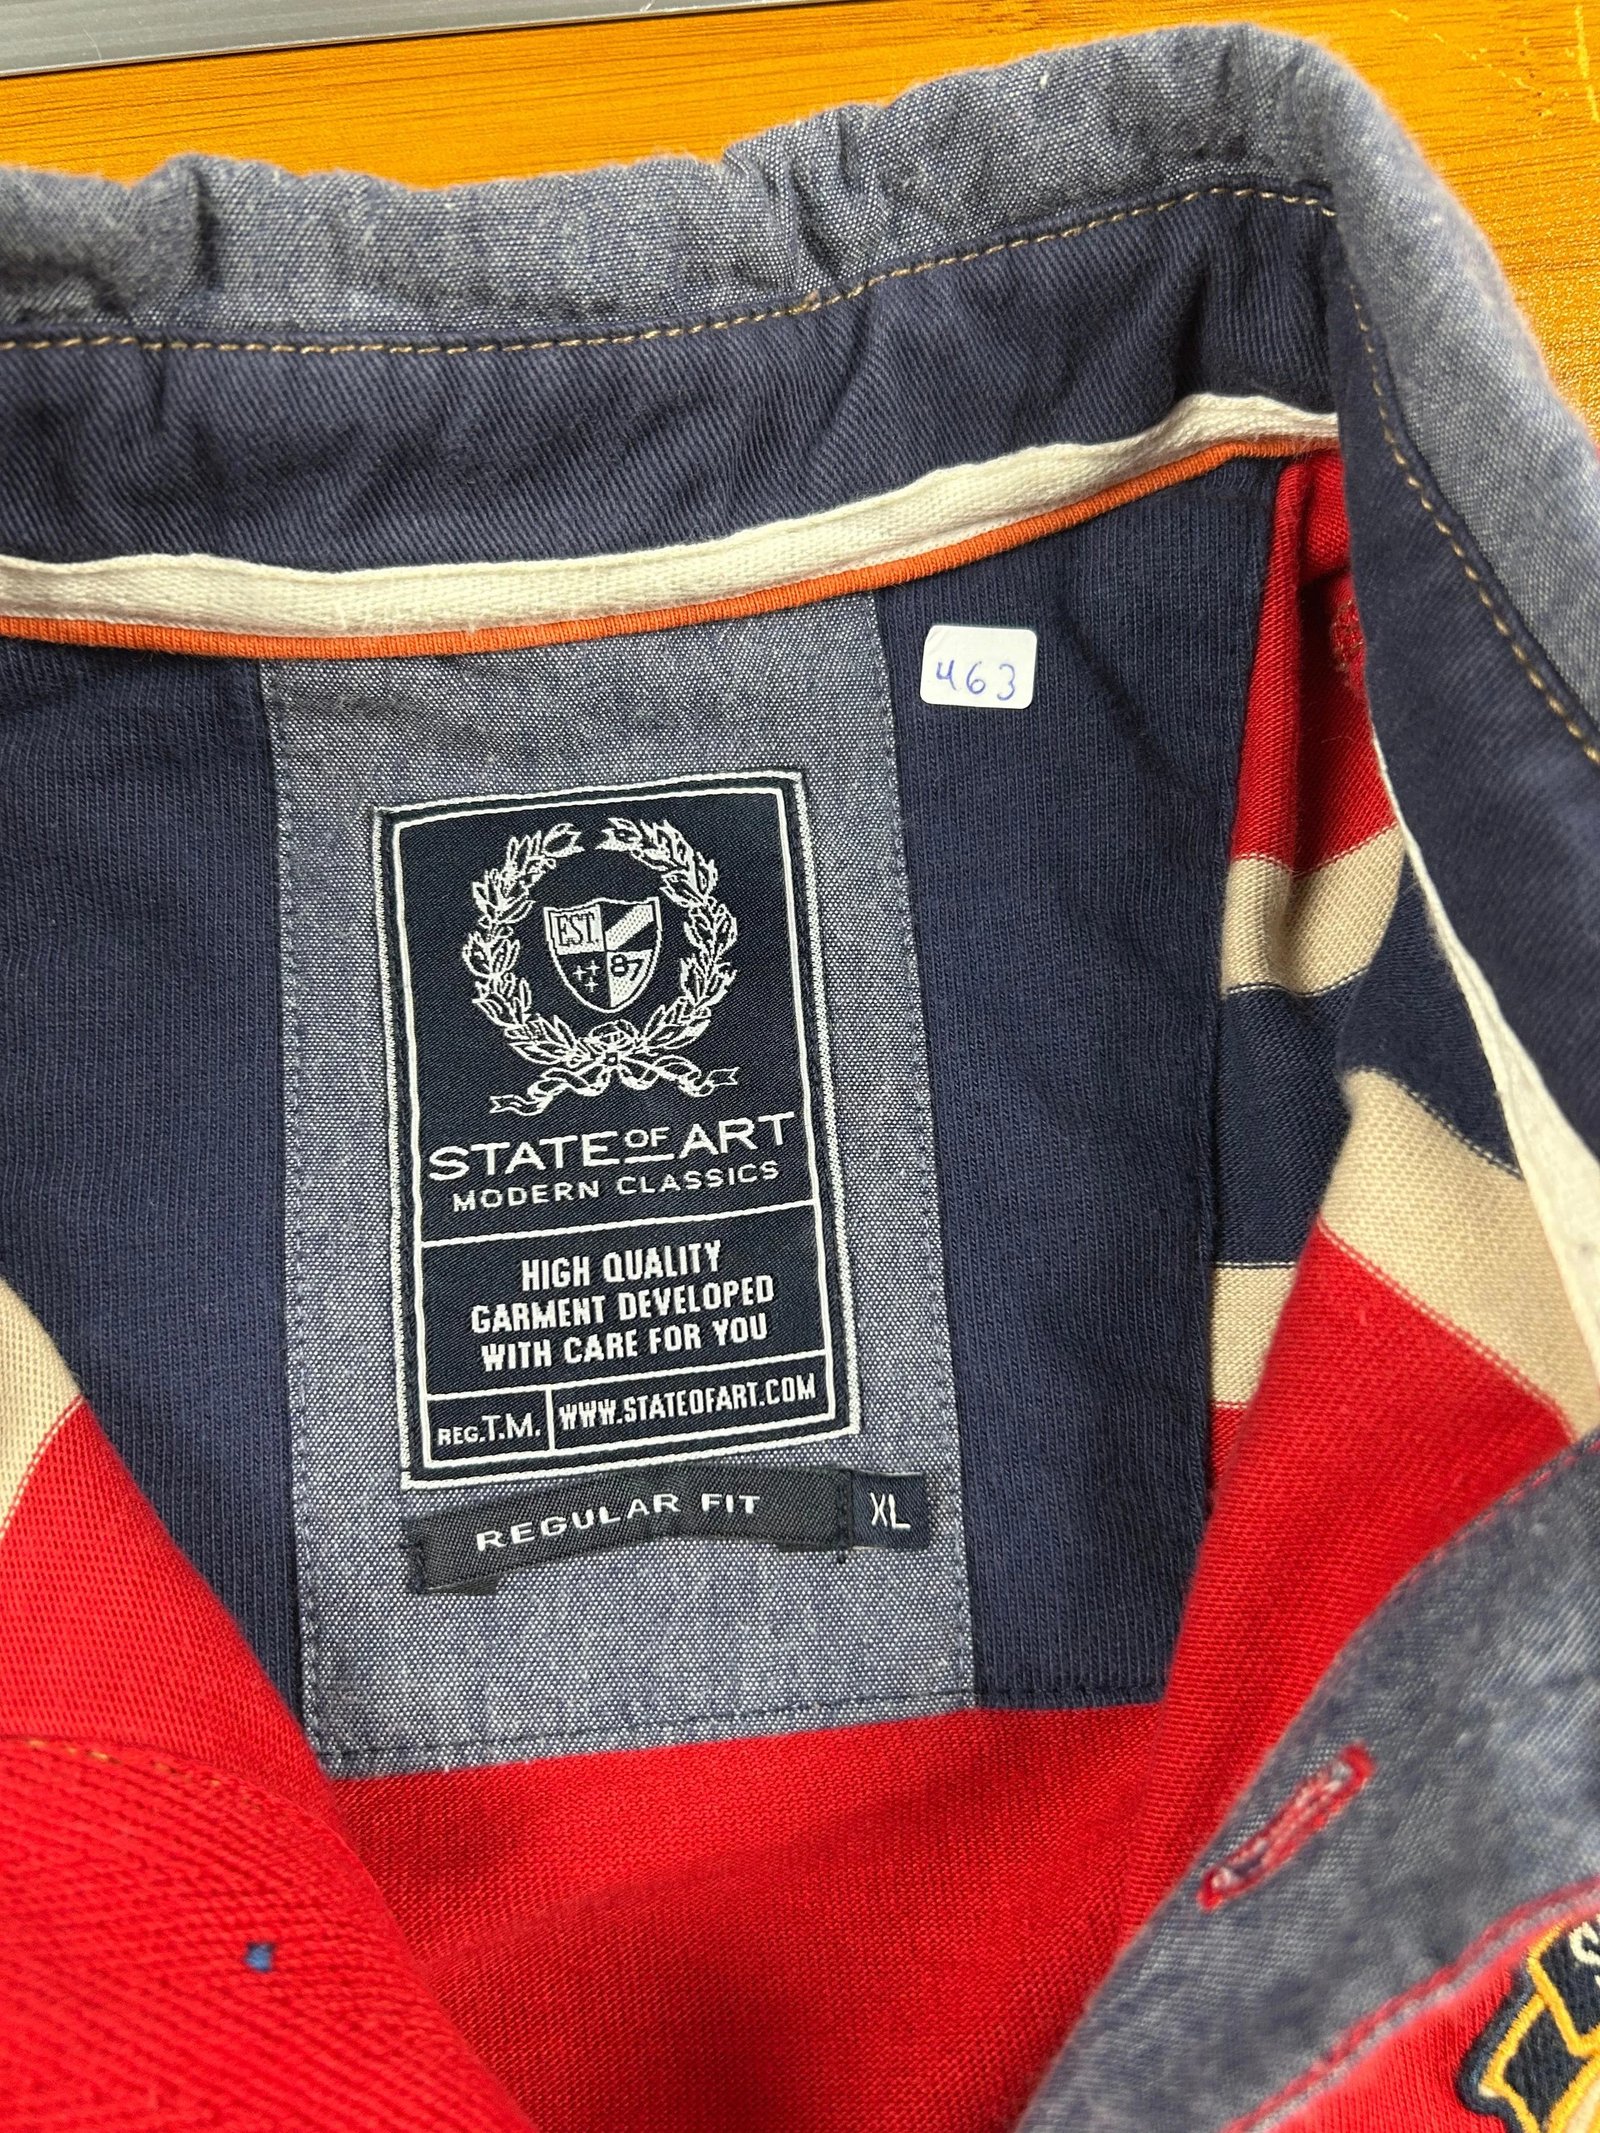 463
EST.
87
STATE OF ART
MODERN CLASSICS
HIGH QUALITY
GARMENT DEVELOPED
WITH CARE FOR YOU
REG.T.M. WWW.STATEOFART.COM
REGULAR FIT XL